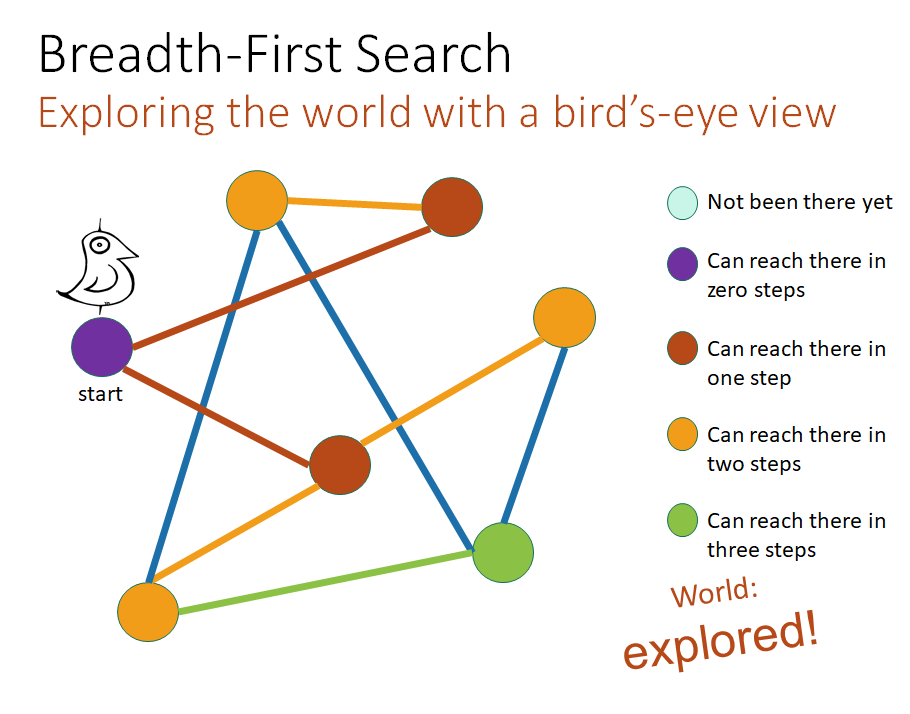 Breadth-First Search
Exploring the world with a bird's-eye view
start
Not been there yet
Can reach there in
zero steps
Can reach there in
one step
Can reach there in
two steps
Can reach there in
three steps
World:
explored!